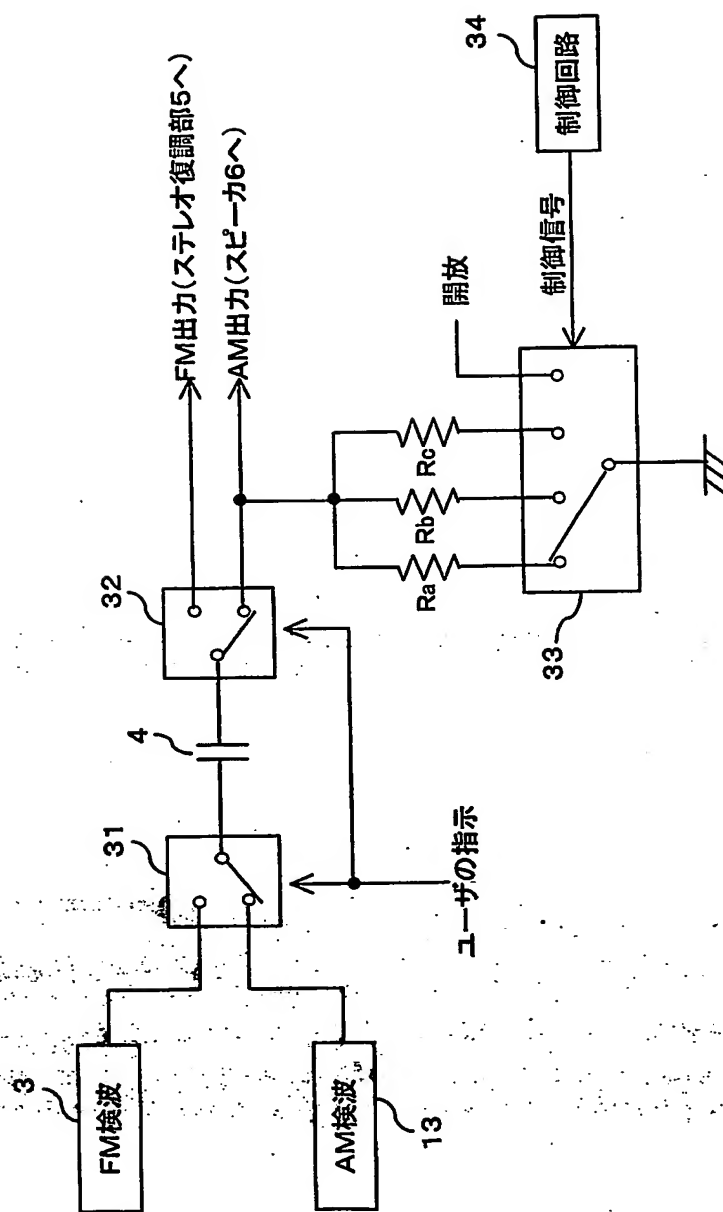 3
FM検波
AM検波
13
31
4
32
FM出力(ステレオ復調部5へ)
AM出力(スピーカ6へ)
ユーザの指示
Ra
Rb
Rc
開放
33
制御信号
34
制御回路